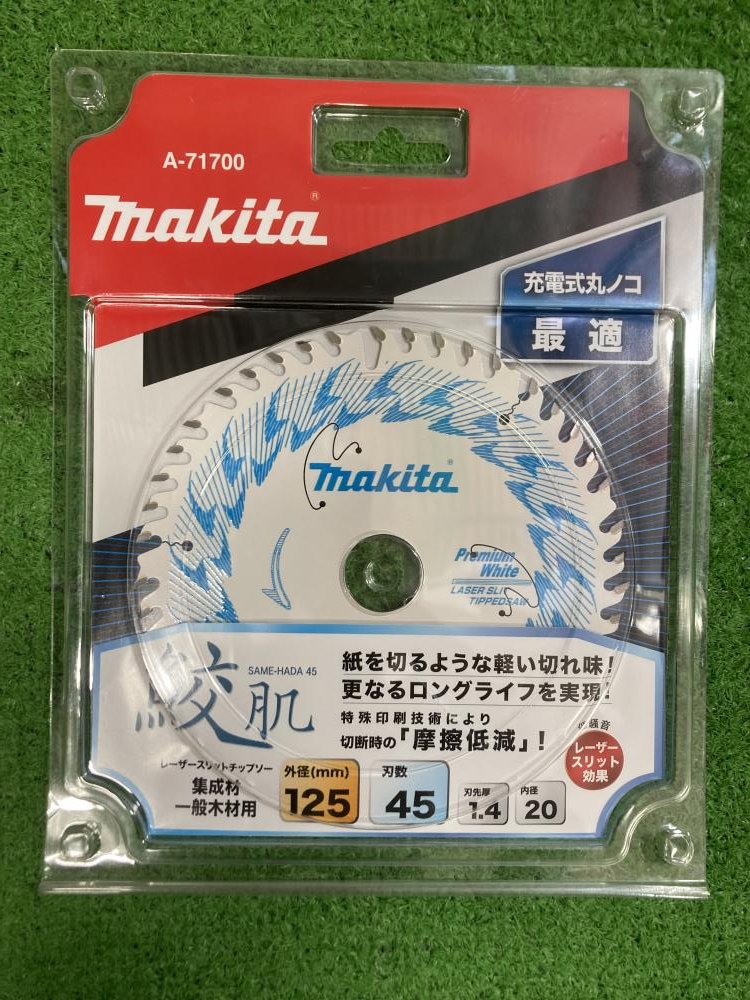 A-71700
makita®
充電式丸ノコ
最適
makita®
Premium
White
LASER SLIT
TIPPEDSAW
鮫肌
SAME-HADA 45
紙を切るような軽い切れ味!
更なるロングライフを実現!
特殊印刷技術により
切断時の「摩擦低減」!
低騒音
レーザー
スリット
効果
レーザースリットチップソー
集成材
一般木材用
外径(mm)
125
刃数
45
刃先厚
1.4
内径
20